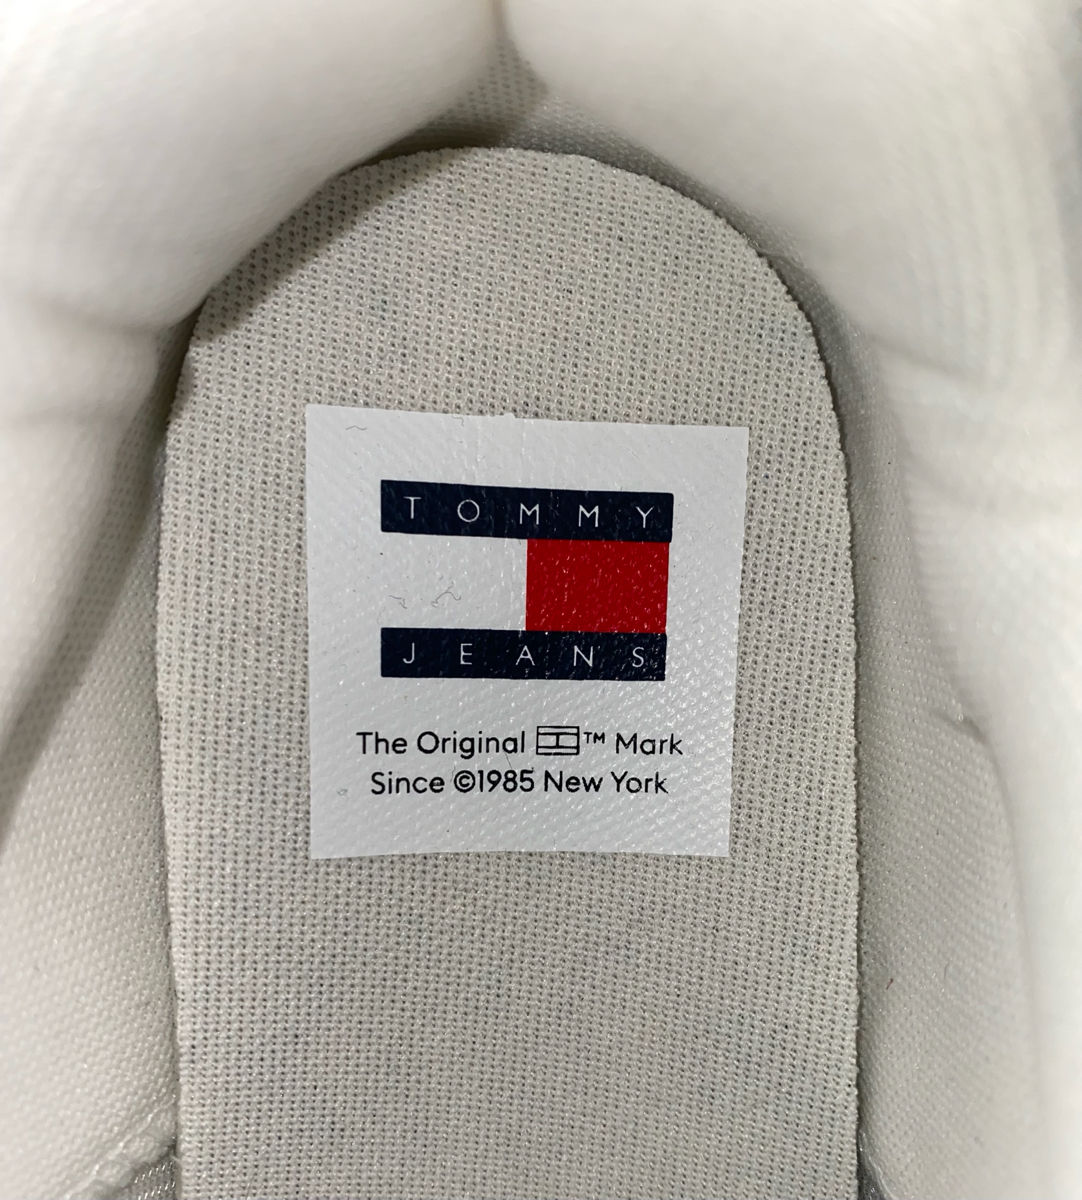 TOMMY
JEANS
The Original ™ Mark
Since ©1985 New York